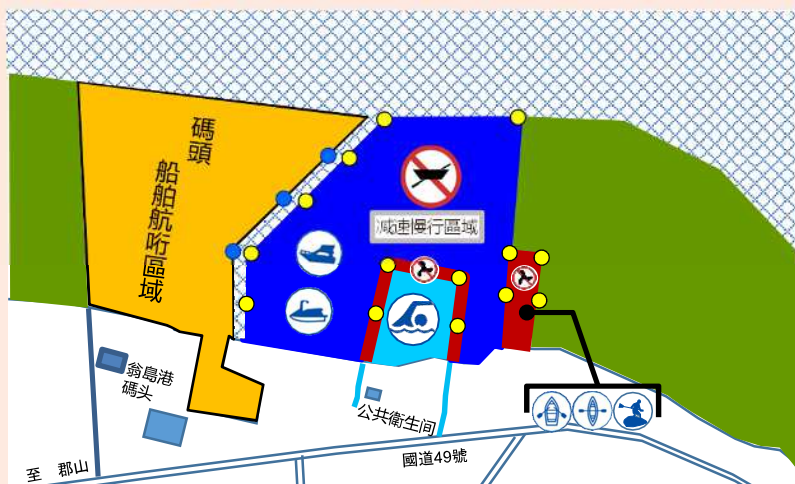 碼頭
船舶航行區域
減速慢行區域
翁島港
碼头
公共衛生间
至 郡山
國道49號